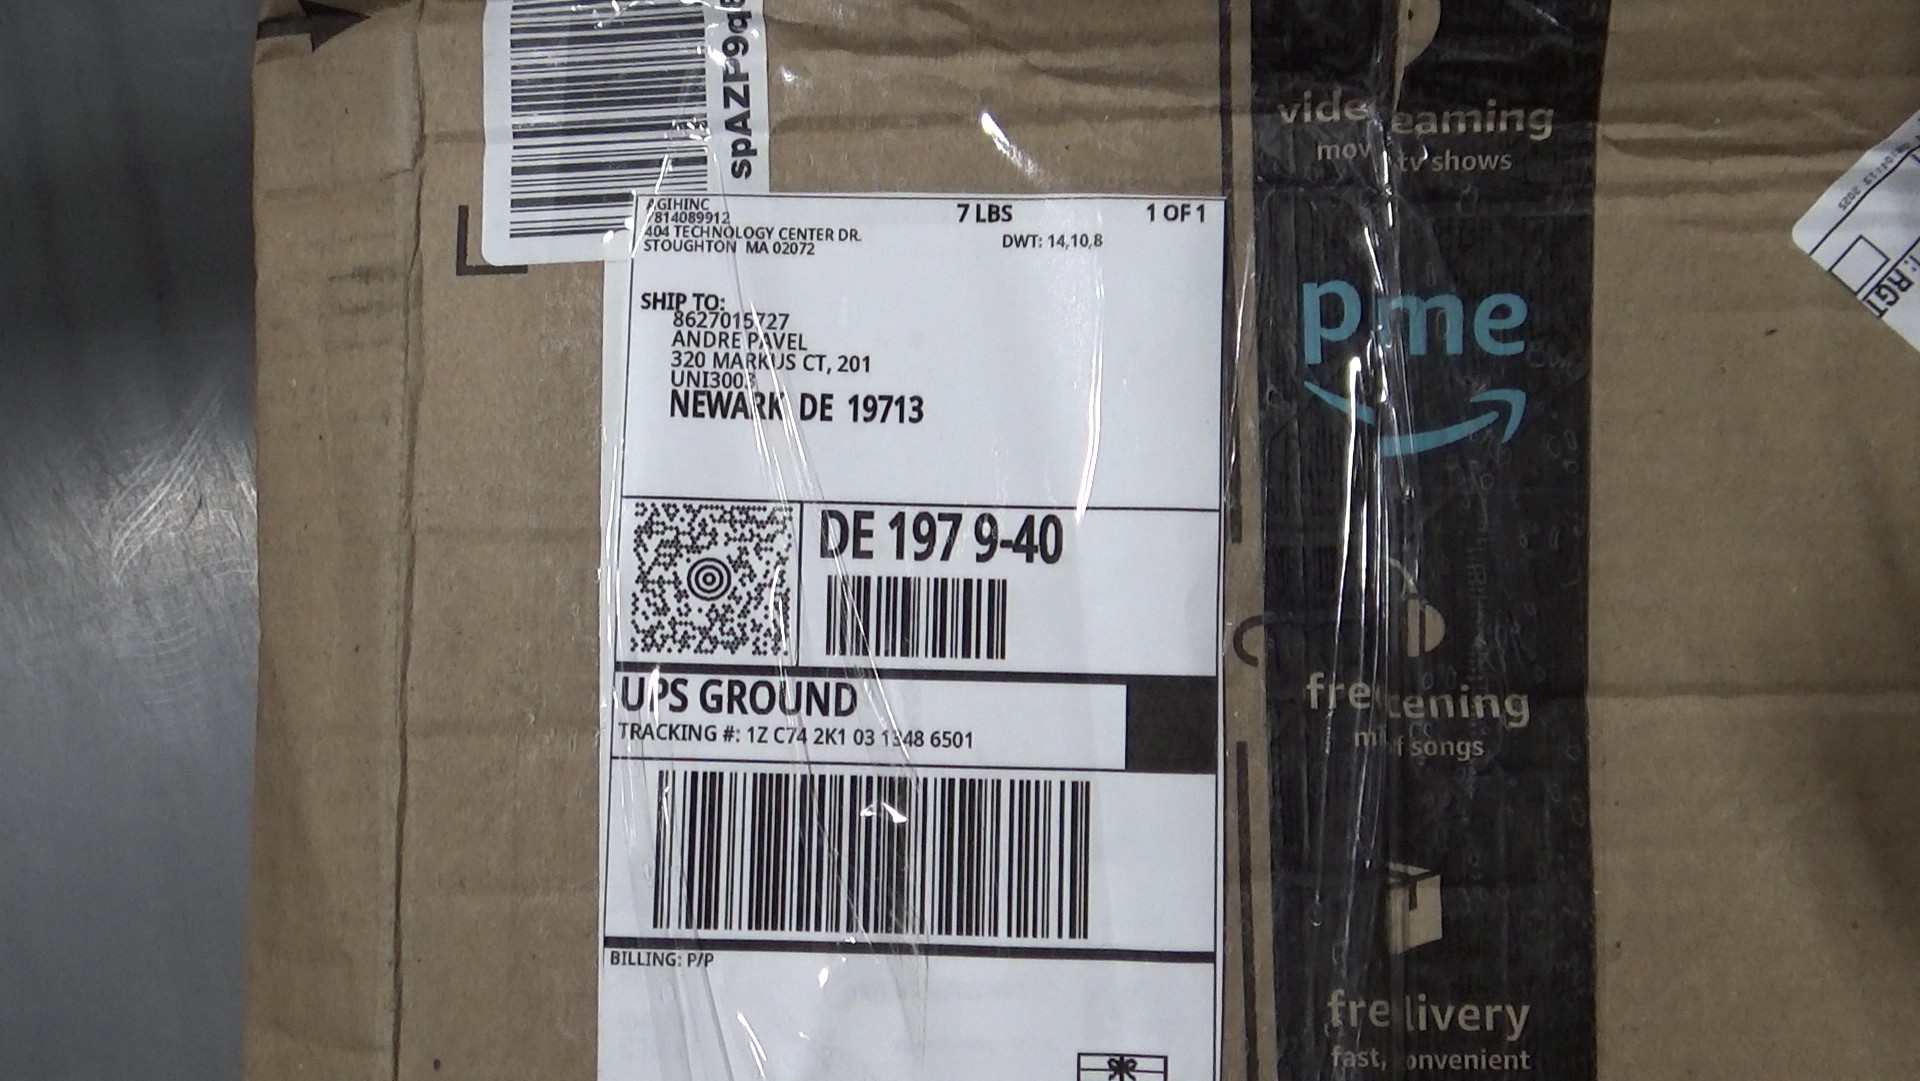 spAZP9q8
AGIHINC
7814089912
404 TECHNOLOGY CENTER DR.
STOUGHTON MA 02072
7 LBS
1 OF 1
DWT: 14,10,8
SHIP TO:
8627015727
ANDRE PAVEL
320 MARKUS CT, 201
UNI3003
NEWARK DE 19713
DE 197 9-40
UPS GROUND
TRACKING #: 1Z C74 2K1 03 1348 6501
BILLING: P/P
vide eaming
mov tv shows
p me
fre tening
m f songs
fre livery
fast, onvenient